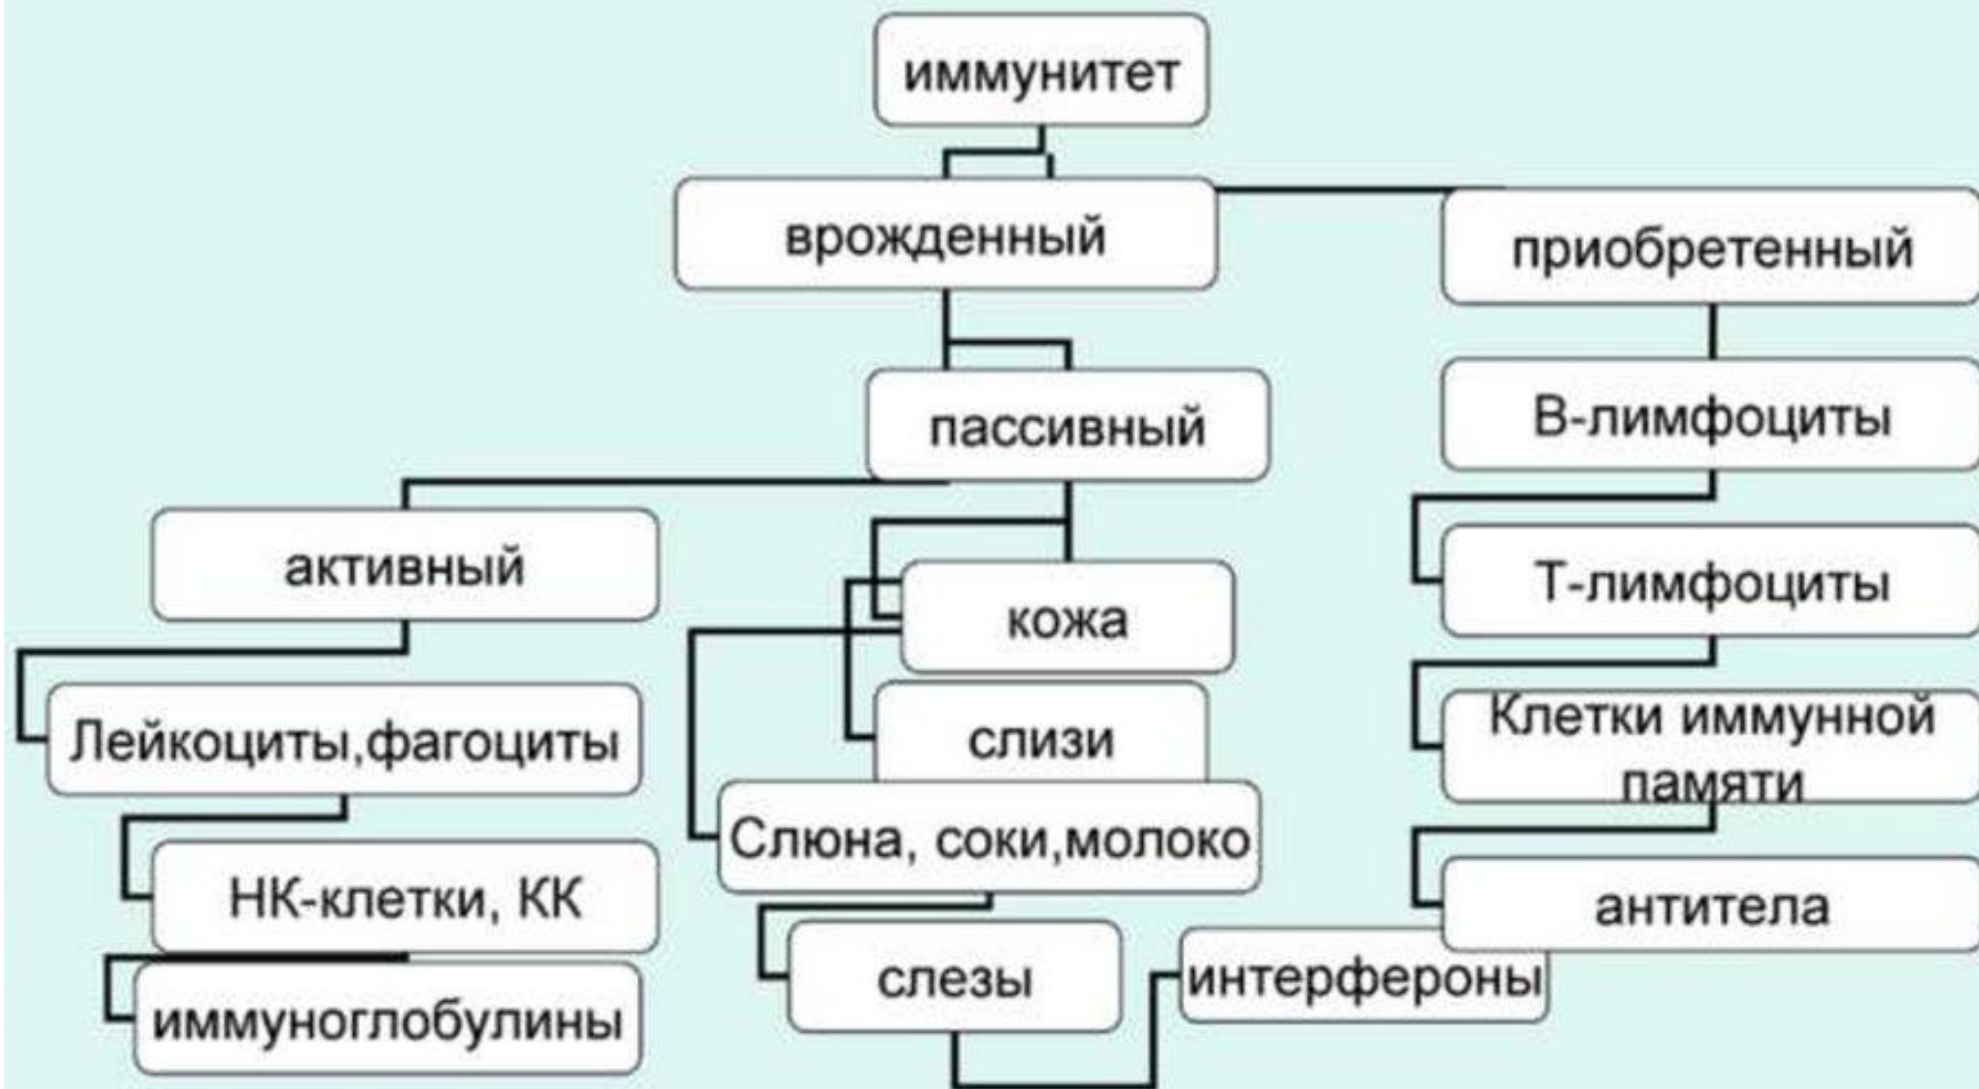 иммунитет
врожденный
приобретенный
пассивный
В-лимфоциты
активный
кожа
Т-лимфоциты
Лейкоциты,фагоциты
слизи
Клетки иммунной
памяти
Слюна, соки,молоко
НК-клетки, КК
антитела
слезы
интерфероны
иммуноглобулины